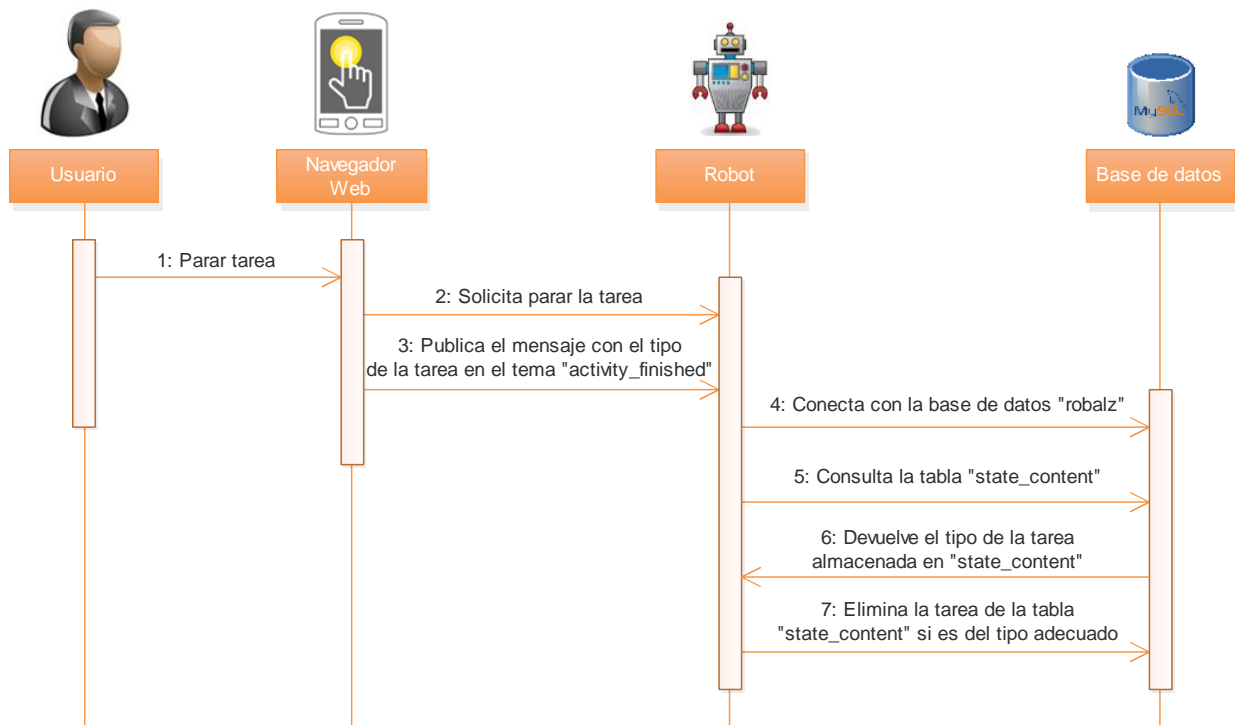 MySQL
Usuario
Navegador
Web
Robot
Base de datos
1: Parar tarea
2: Solicita parar la tarea
3: Publica el mensaje con el tipo
de la tarea en el tema "activity_finished"
4: Conecta con la base de datos "robalz"
5: Consulta la tabla "state_content"
6: Devuelve el tipo de la tarea
almacenada en "state_content"
7: Elimina la tarea de la tabla
"state_content" si es del tipo adecuado